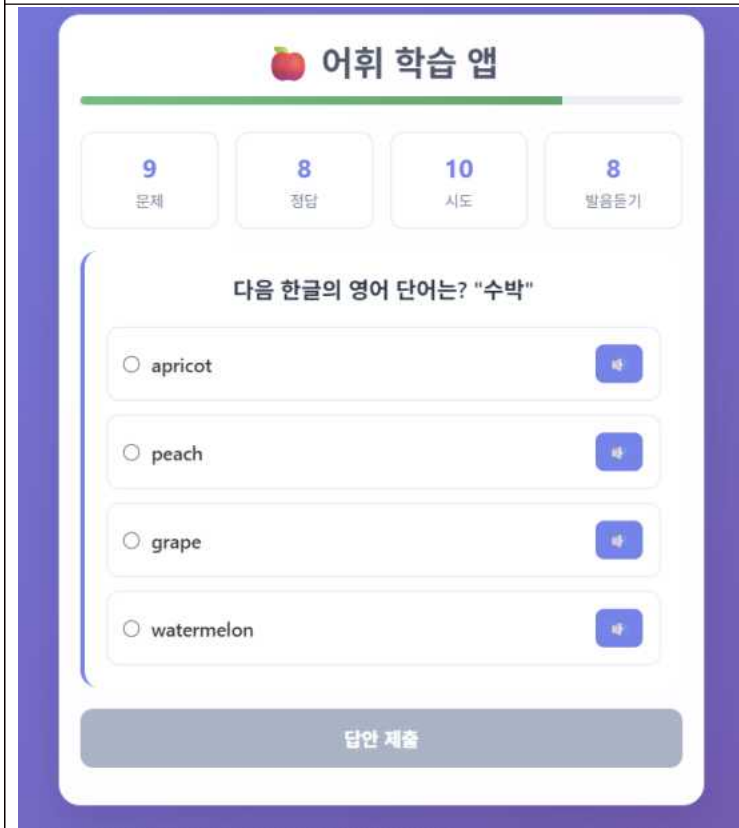 어휘 학습 앱
9
문제
8
정답
10
시도
8
발음듣기
다음 한글의 영어 단어는? "수박"
apricot
peach
grape
watermelon
답안 제출